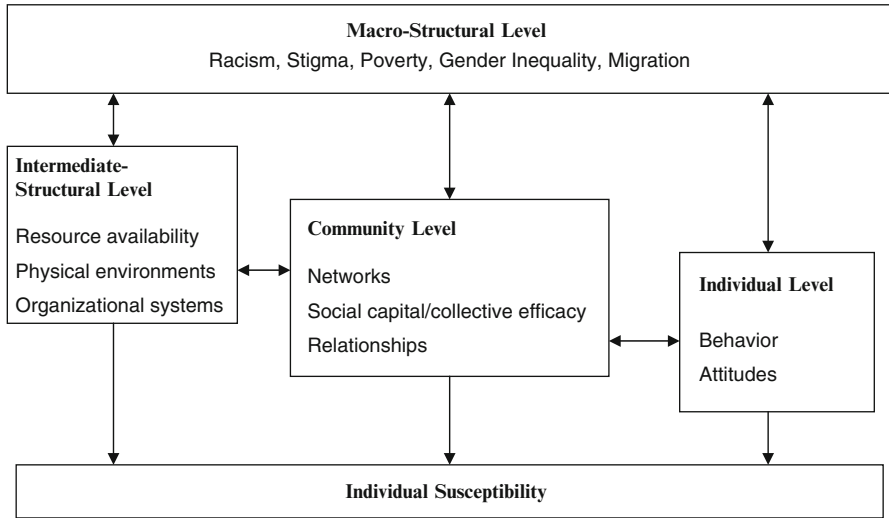 Macro-Structural Level
Racism, Stigma, Poverty, Gender Inequality, Migration
Intermediate-
Structural Level
Resource availability
Physical environments
Organizational systems
Community Level
Networks
Social capital/collective efficacy
Relationships
Individual Level
Behavior
Attitudes
Individual Susceptibility